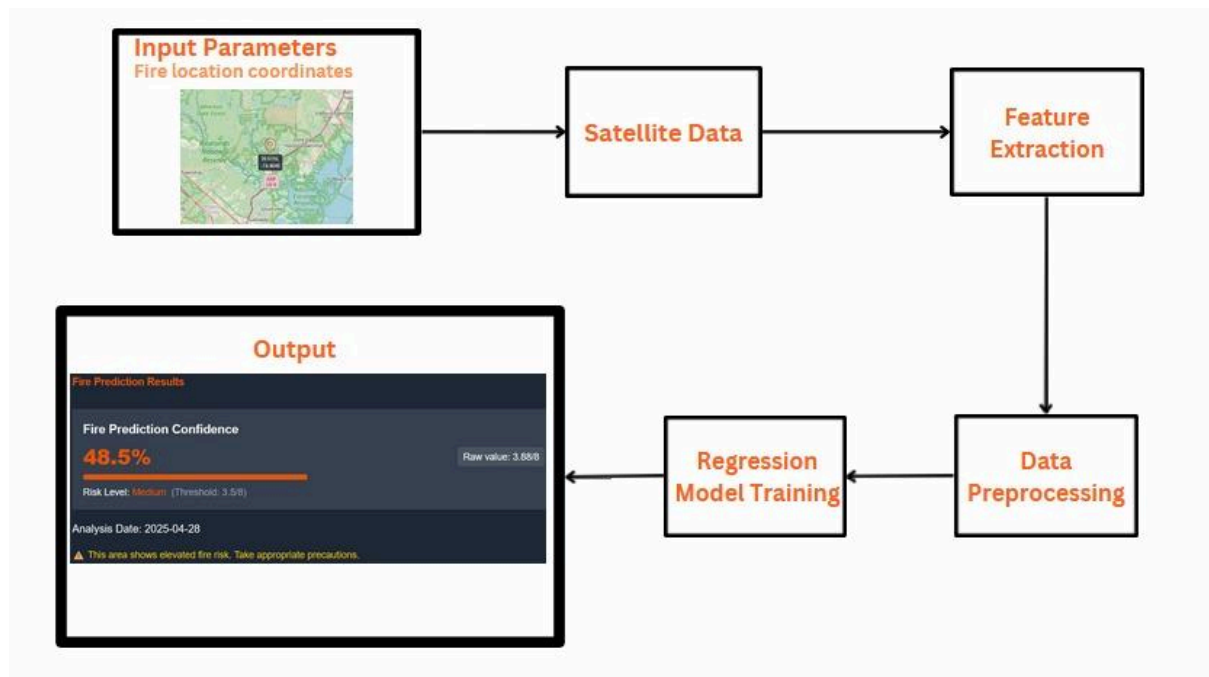 Input Parameters
Fire location coordinates
Satellite Data
Feature
Extraction
Data
Preprocessing
Regression
Model Training
Output
Fire Prediction Results
Fire Prediction Confidence
48.5%
Raw value: 3.88/8
Risk Level: Medium (Threshold: 3.5/8)
Analysis Date: 2025-04-28
This area shows elevated fire risk. Take appropriate precautions.